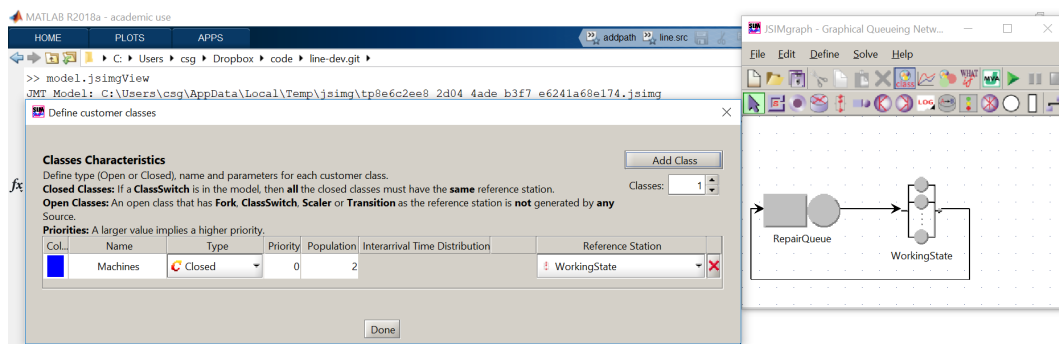 MATLAB R2018a - academic use
HOME PLOTS APPS
addpath line.src
C: Users csg Dropbox code line-dev.git
>> model.jsimgView
JMT Model: C:\Users\csg\AppData\Local\Temp\jsimg\tp8e6c2ee8_2d04_4ade_b3f7_e6241a68e174.jsimg
fx
Define customer classes
Classes Characteristics
Define type (Open or Closed), name and parameters for each customer class.
Closed Classes: If a ClassSwitch is in the model, then all the closed classes must have the same reference station.
Open Classes: An open class that has Fork, ClassSwitch, Scaler or Transition as the reference station is not generated by any
Source.
Priorities: A larger value implies a higher priority.
Add Class
Classes: 1
Col... Name Type Priority Population Interarrival Time Distribution Reference Station
Machines Closed 0 2 WorkingState
Done
JSIMgraph - Graphical Queueing Netw...
File Edit Define Solve Help
WHAT IF
MVA
LOG
RepairQueue
WorkingState